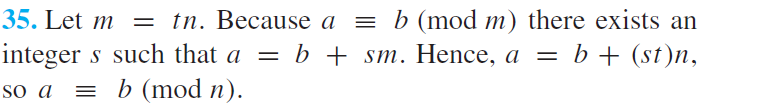 35. Let m = tn. Because a ≡ b (mod m) there exists an
integer s such that a = b + sm. Hence, a = b + (st)n,
so a ≡ b (mod n).